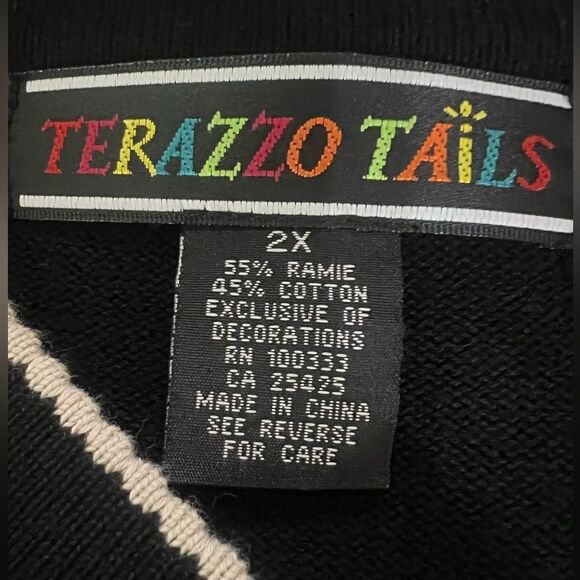 TERAZZO TAILS
2X
55% RAMIE
45% COTTON
EXCLUSIVE OF
DECORATIONS
RN 100333
CA 25425
MADE IN CHINA
SEE REVERSE
FOR CARE